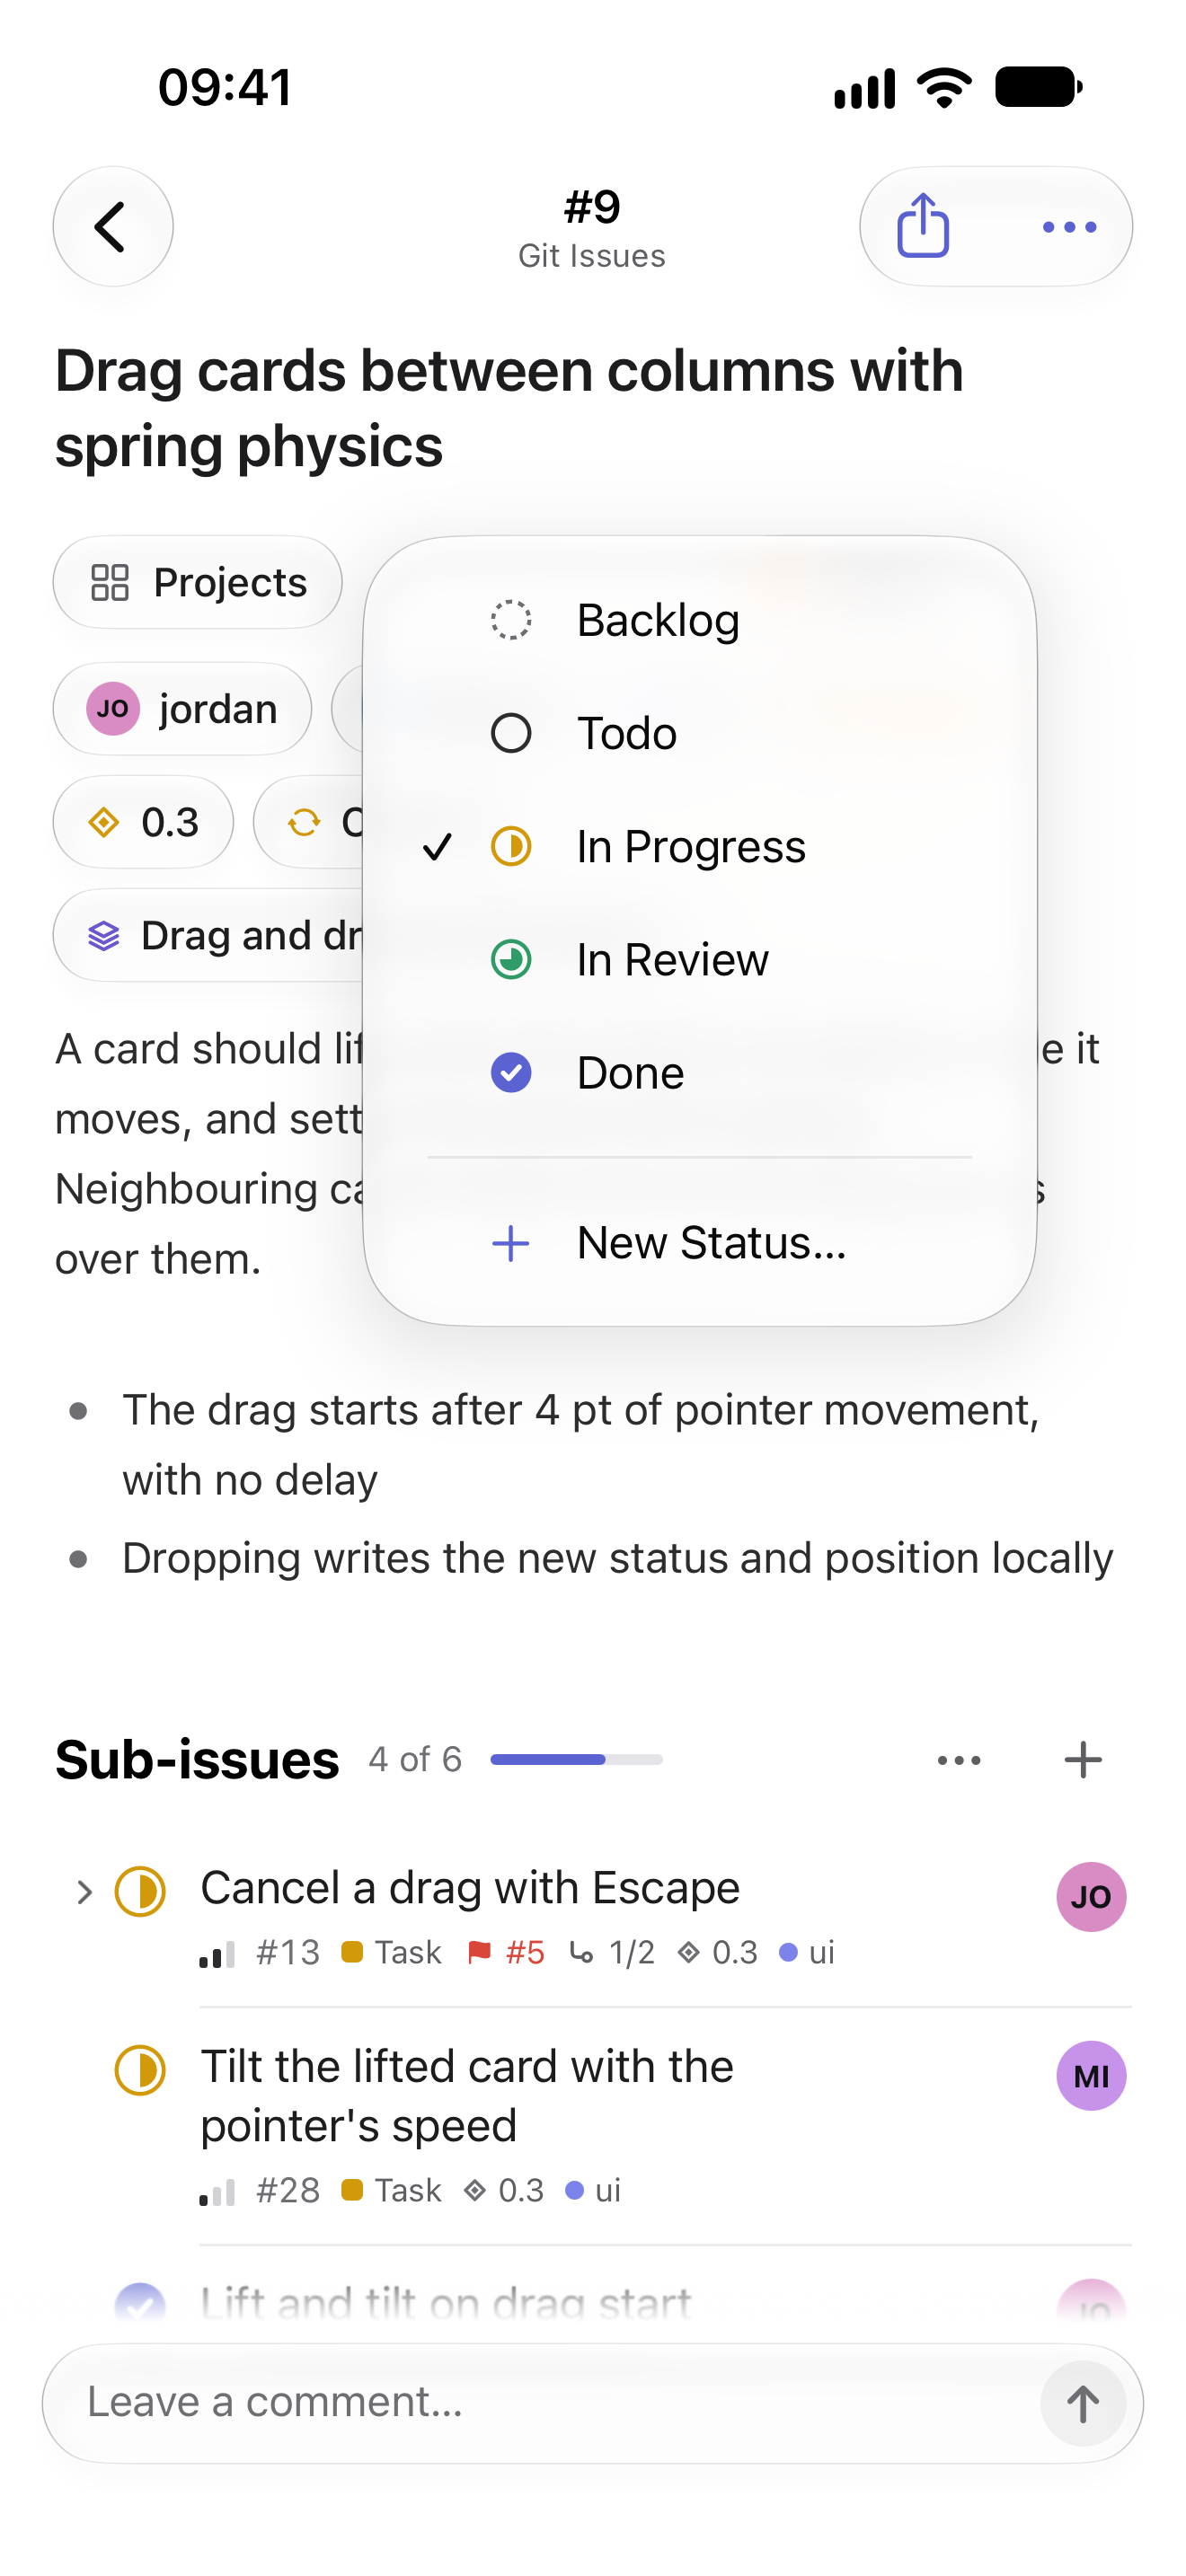 09:41
#9
Git Issues
Drag cards between columns with
spring physics
Projects
JO jordan
0.3
Drag and
Backlog
Todo
In Progress
In Review
Done
New Status...
A card should it
moves, and
Neighbouring
over them.
The drag starts after 4 pt of pointer movement,
with no delay
Dropping writes the new status and position locally
Sub-issues 4 of 6
Cancel a drag with Escape JO
#13 Task #5 1/2 0.3 ui
Tilt the lifted card with the MI
pointer's speed
#28 Task 0.3 ui
Lift and tilt on drag start JO
Leave a comment...